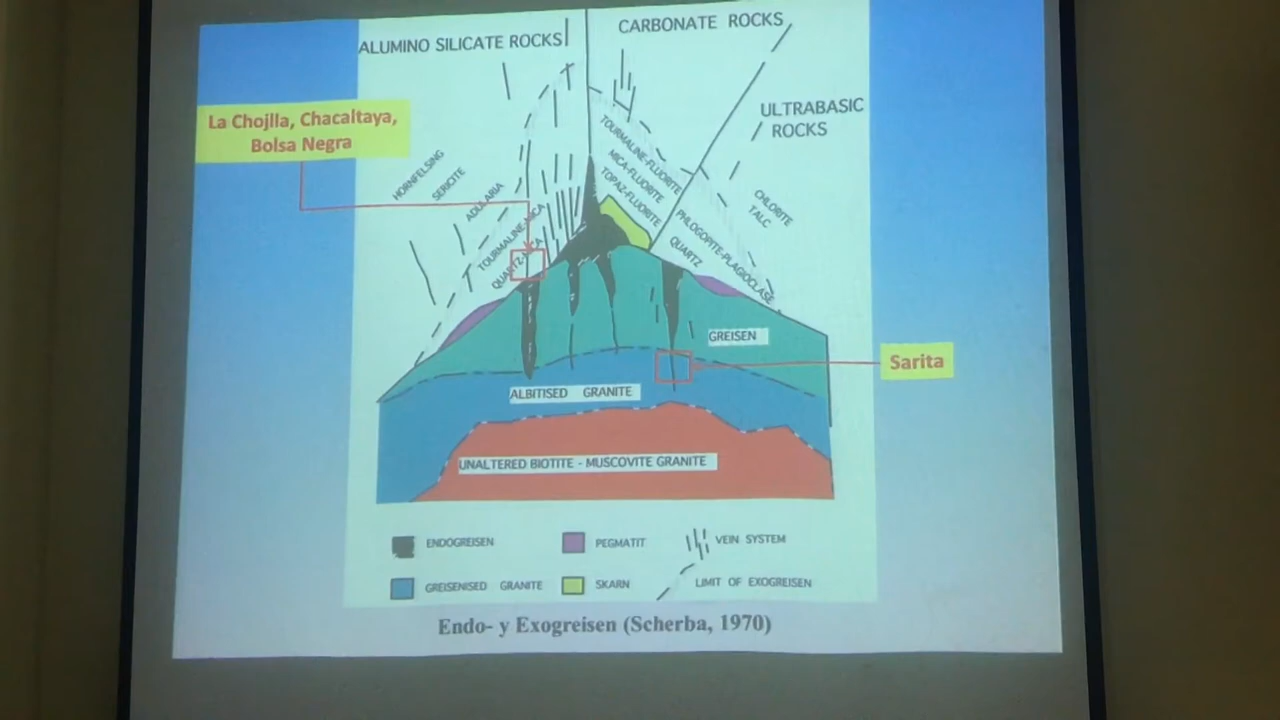 ALUMINO SILICATE ROCKS
CARBONATE ROCKS
ULTRABASIC
ROCKS
La Chojlla, Chacaltaya,
Bolsa Negra
HORNFELSING
SERICITE
ADULARIA
TOURMALINE-MICA
QUARTZ-MICA
TOURMALINE-FLUORITE
MICA-FLUORITE
TOPAZ-FLUORITE
CHLORITE
TALC
PHLOGOPITE-PLAGIOCLASE
QUARTZ
GREISEN
Sarita
ALBITISED GRANITE
UNALTERED BIOTITE - MUSCOVITE GRANITE
ENDOGREISEN
PEGMATIT
VEIN SYSTEM
GREISENISED GRANITE
SKARN
LIMIT OF EXOGREISEN
Endo- y Exogreisen (Scherba, 1970)